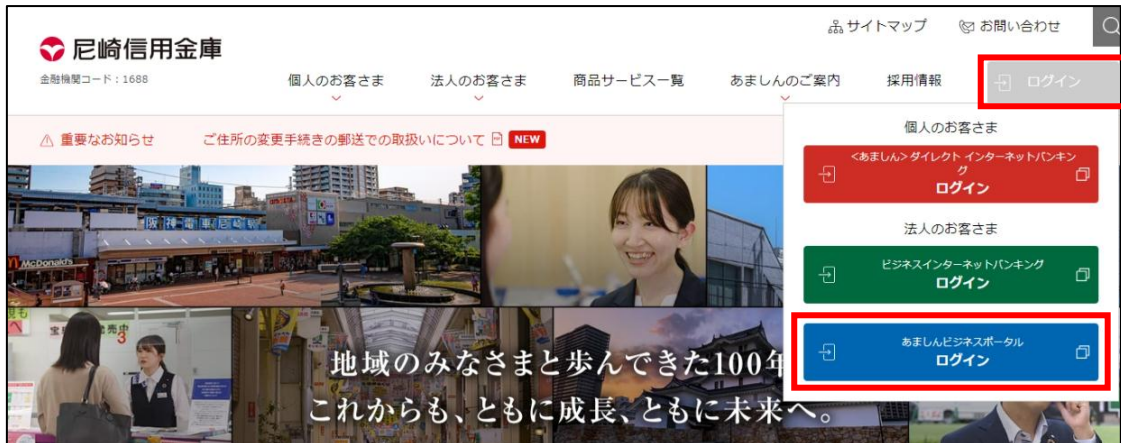 サイトマップ お問い合わせ
尼崎信用金庫
金融機関コード：1688
個人のお客さま 法人のお客さま 商品サービス一覧 あましんのご案内 採用情報 ログイン
重要なお知らせ ご住所の変更手続きの郵送での取扱いについて NEW
個人のお客さま
<あましん>ダイレクト インターネットバンキン
グ
ログイン
法人のお客さま
ビジネスインターネットバンキング
ログイン
あましんビジネスポータル
ログイン
阪神電車尼崎駅
McDonald's
地域のみなさまと歩んできた100年
これからも、ともに成長、ともに未来へ。